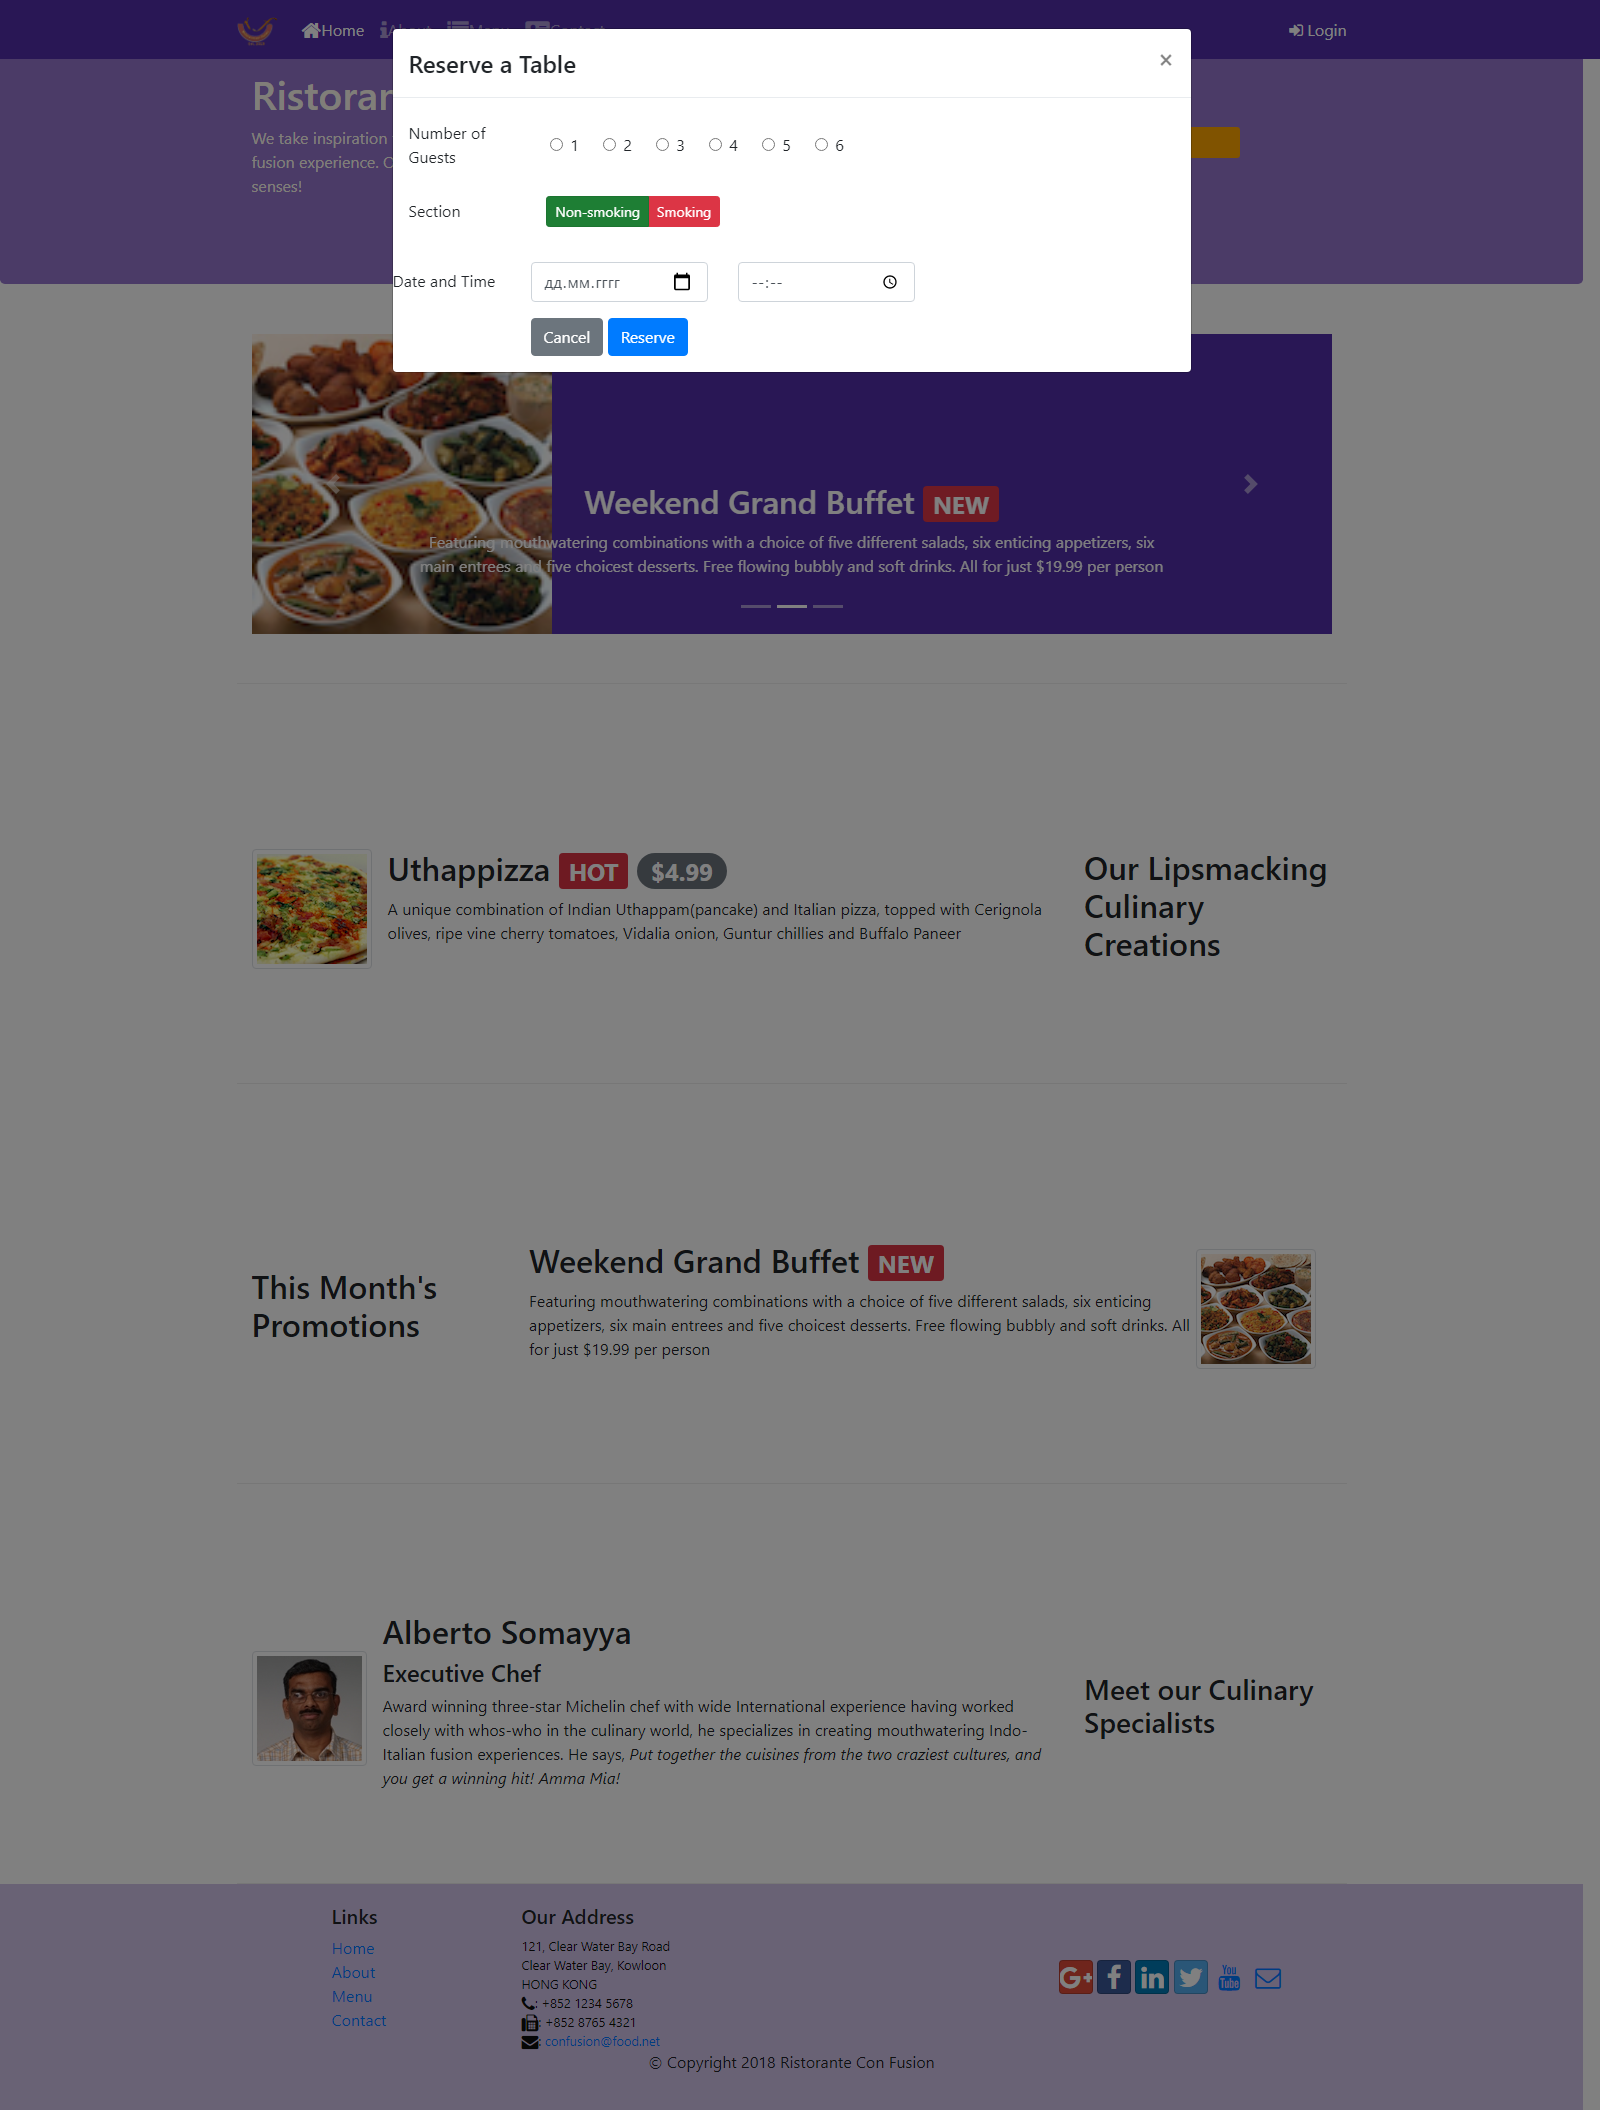 Home
Login
Reserve a Table ×
Ristoran
We take inspiration
fusion experience. O
senses!
Number of
Guests
1 2 3 4 5 6
Section
Non-smoking Smoking
Date and Time
дд.мм.гггг
--:--
Cancel
Reserve
Weekend Grand Buffet NEW
Featuring mouthwatering combinations with a choice of five different salads, six enticing appetizers, six
main entrees and five choicest desserts. Free flowing bubbly and soft drinks. All for just $19.99 per person
Uthappizza HOT $4.99
A unique combination of Indian Uthappam(pancake) and Italian pizza, topped with Cerignola
olives, ripe vine cherry tomatoes, Vidalia onion, Guntur chillies and Buffalo Paneer
Our Lipsmacking
Culinary
Creations
This Month's
Promotions
Weekend Grand Buffet NEW
Featuring mouthwatering combinations with a choice of five different salads, six enticing
appetizers, six main entrees and five choicest desserts. Free flowing bubbly and soft drinks. All
for just $19.99 per person
Alberto Somayya
Executive Chef
Award winning three-star Michelin chef with wide International experience having worked
closely with whos-who in the culinary world, he specializes in creating mouthwatering Indo-
Italian fusion experiences. He says, Put together the cuisines from the two craziest cultures, and
you get a winning hit! Amma Mia!
Meet our Culinary
Specialists
Links
Home
About
Menu
Contact
Our Address
121, Clear Water Bay Road
Clear Water Bay, Kowloon
HONG KONG
: +852 1234 5678
: +852 8765 4321
: confusion@food.net
G+ f in You Tube
© Copyright 2018 Ristorante Con Fusion